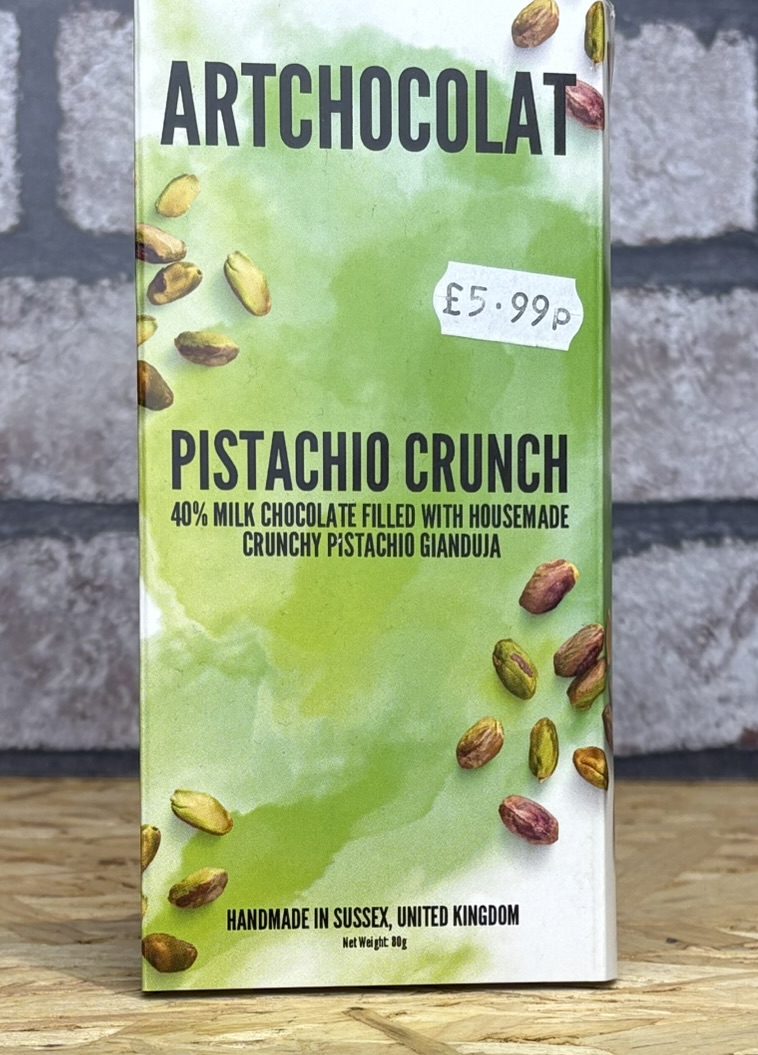 ARTCHOCOLAT
£5.99p
PISTACHIO CRUNCH
40% MILK CHOCOLATE FILLED WITH HOUSEMADE
CRUNCHY PiSTACHIO GIANDUJA
HANDMADE IN SUSSEX, UNITED KINGDOM
Net Weight: 80g